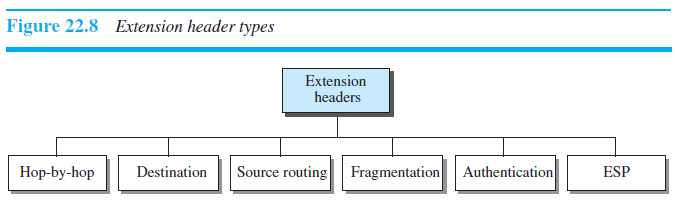 Figure 22.8 Extension header types
Extension
headers
Hop-by-hop
Destination
Source routing
Fragmentation
Authentication
ESP